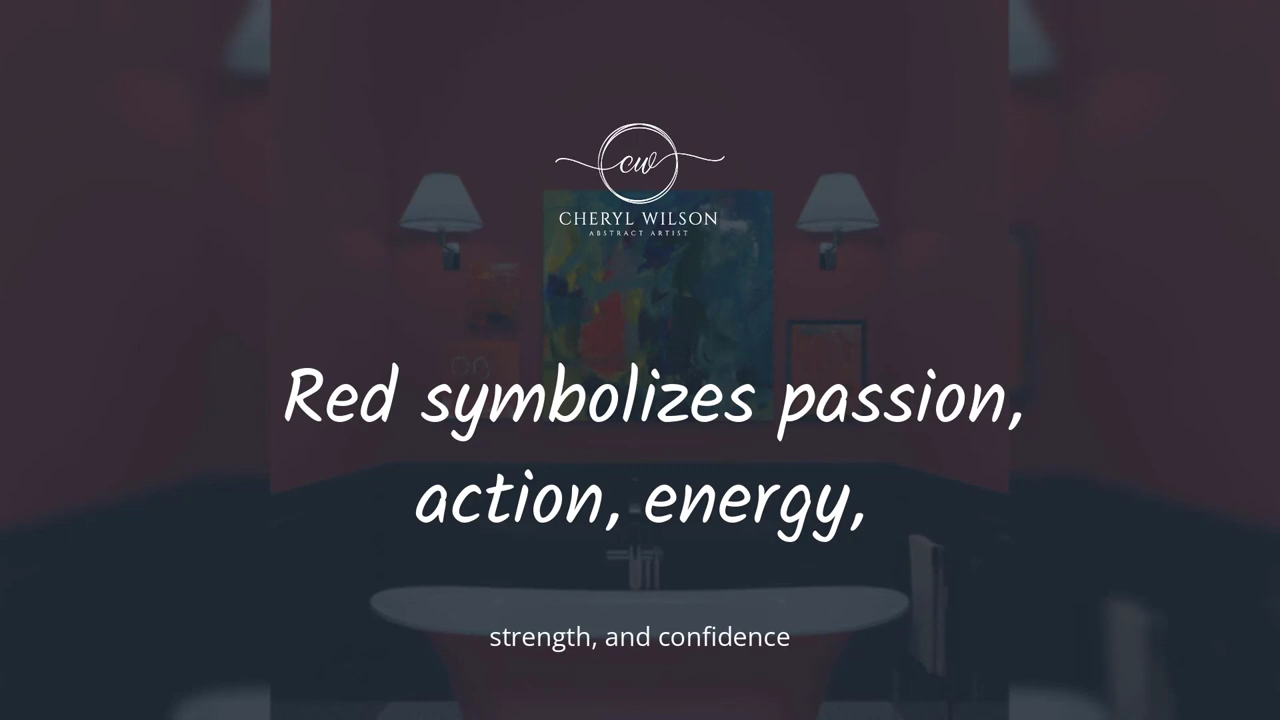 cw
CHERYL WILSON
ABSTRACT ARTIST
Red symbolizes passion,
action, energy,
strength, and confidence